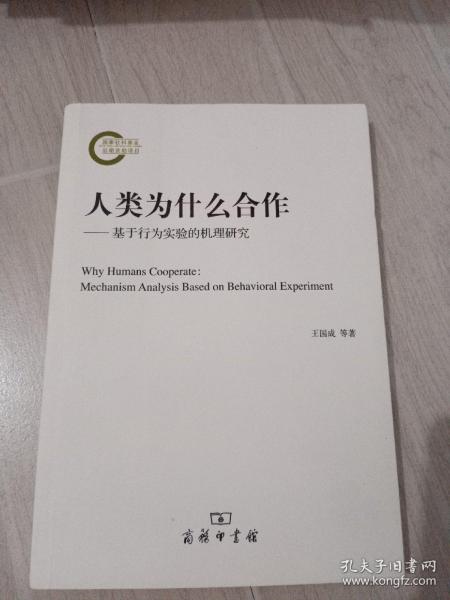 国家社科基金
后期资助项目
人类为什么合作
——基于行为实验的机理研究
Why Humans Cooperate:
Mechanism Analysis Based on Behavioral Experiment
王国成 等著
商务印书馆
孔夫子旧书网
www.kongfz.com